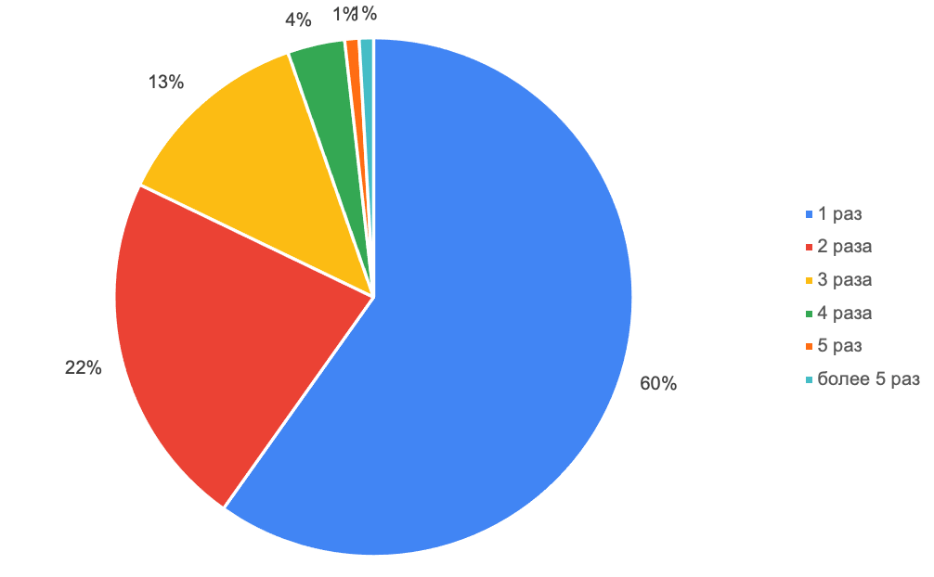 4%
1%
1%
13%
22%
60%
1 раз
2 раза
3 раза
4 раза
5 раз
более 5 раз